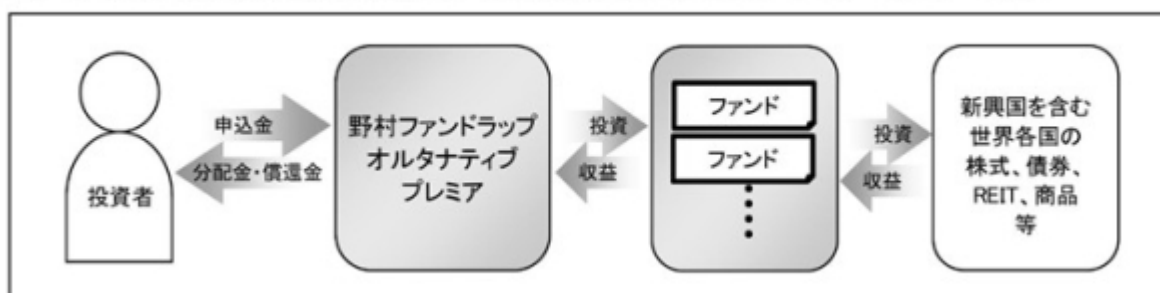 投資者
申込金
分配金・償還金
野村ファンドラップ
オルタナティブ
プレミア
投資
収益
ファンド
ファンド
投資
収益
新興国を含む
世界各国の
株式、債券、
REIT、商品
等